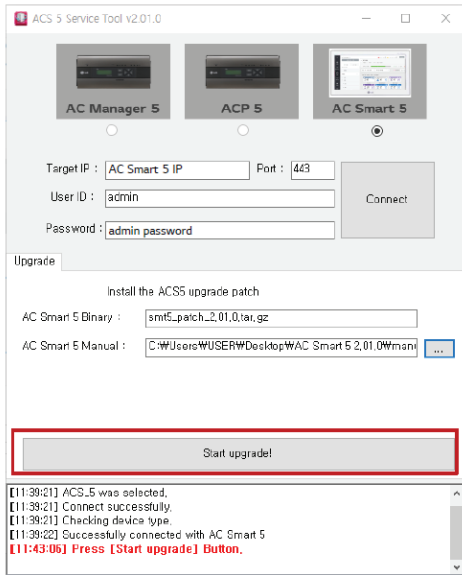 ACS 5 Service Tool v2.01.0
AC Manager 5
ACP 5
AC Smart 5
Target IP :
AC Smart 5 IP
Port :
443
User ID :
admin
Connect
Password :
admin password
Upgrade
Install the ACS5 upgrade patch
AC Smart 5 Binary :
smt5_patch_2,01,0,tar,gz
AC Smart 5 Manual :
C:₩Users₩USER₩Desktop₩AC Smart 5 2,01,0₩manu
...
Start upgrade!
[11:39:21] ACS_5 was selected,
[11:39:21] Connect successfully,
[11:39:21] Checking device type,
[11:39:22] Successfully connected with AC Smart 5
[11:43:06] Press [Start upgrade] Button,